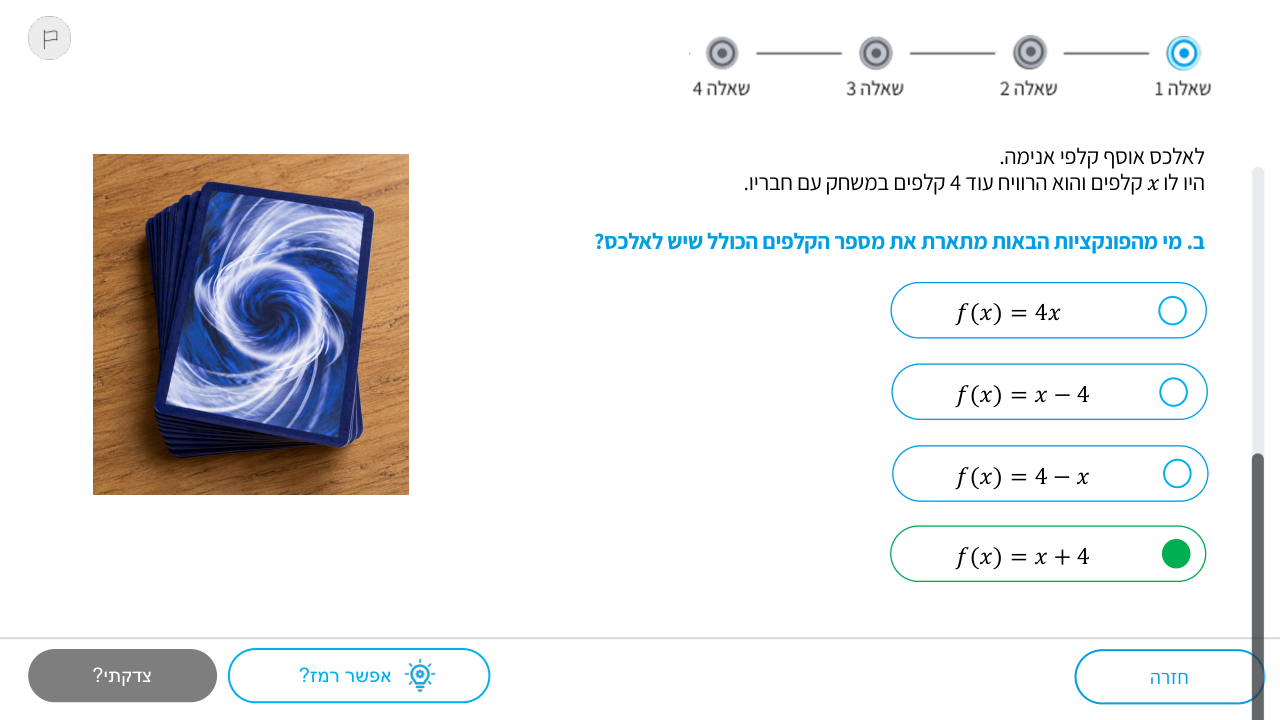 שאלה 1
שאלה 2
שאלה 3
שאלה 4
לאלכס אוסף קלפי אנימה.
היו לו x קלפים והוא הרוויח עוד 4 קלפים במשחק עם חבריו.
ב. מי מהפונקציות הבאות מתארת את מספר הקלפים הכולל שיש לאלכס?
f(x) = 4x
f(x) = x − 4
f(x) = 4 − x
f(x) = x + 4
חזרה
אפשר רמז?
צדקתי?